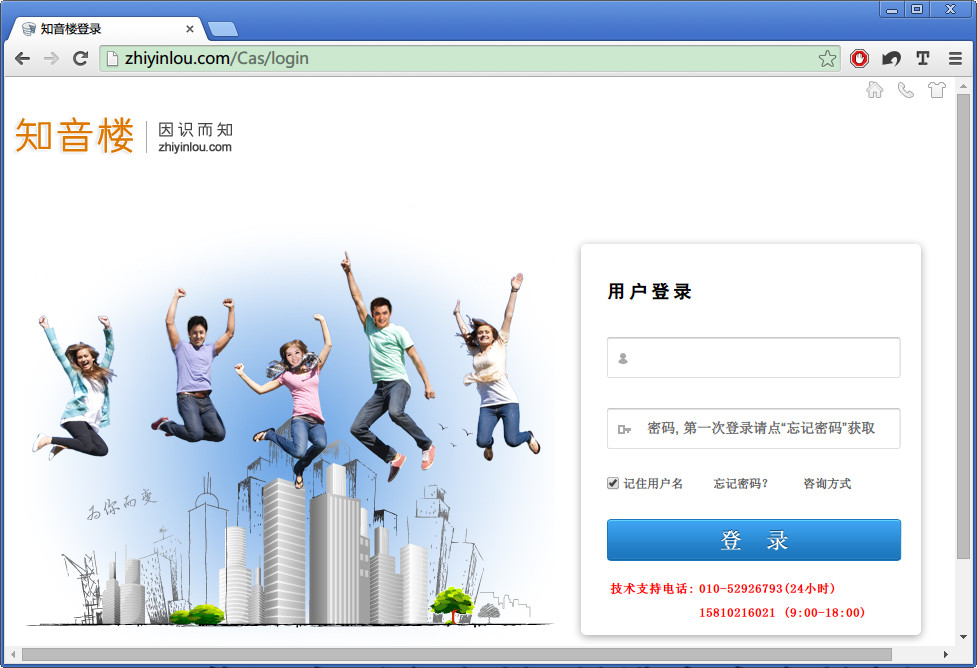 知音楼登录
zhiyinlou.com/Cas/login
知音楼
因识而知
zhiyinlou.com
为你而变
用户登录
密码, 第一次登录请点“忘记密码”获取
记住用户名 忘记密码? 咨询方式
登 录
技术支持电话: 010-52926793(24小时)
15810216021 (9:00-18:00)